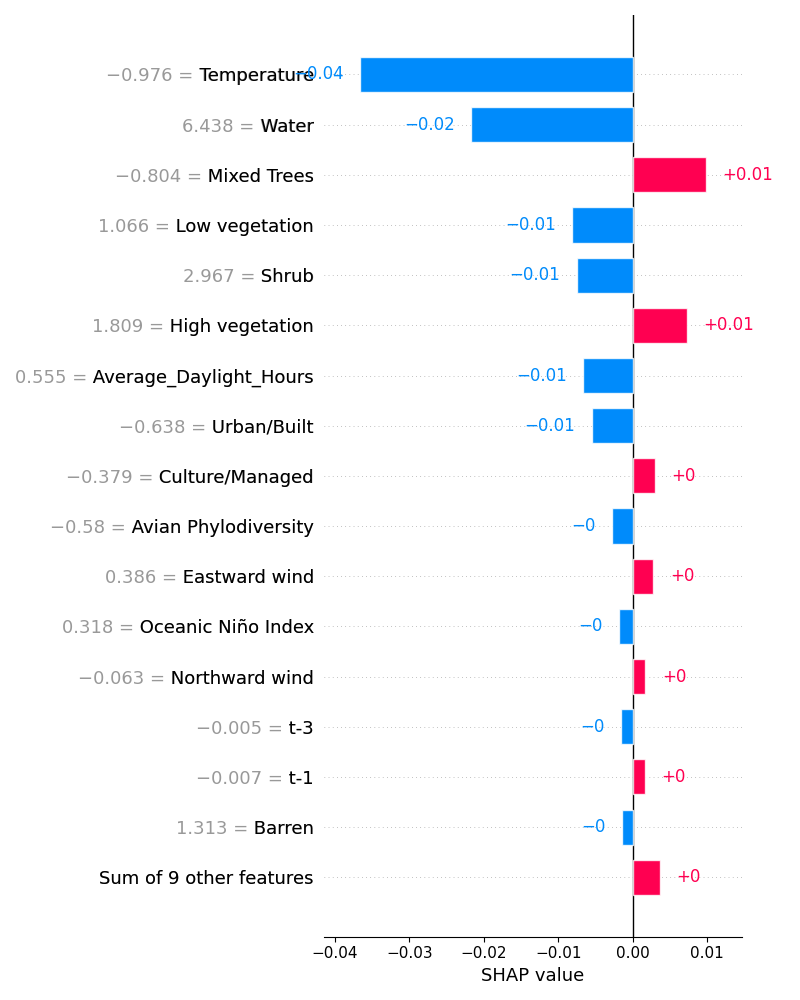 −0.976 = Temperature −0.04
6.438 = Water −0.02
−0.804 = Mixed Trees +0.01
1.066 = Low vegetation −0.01
2.967 = Shrub −0.01
1.809 = High vegetation +0.01
0.555 = Average_Daylight_Hours −0.01
−0.638 = Urban/Built −0.01
−0.379 = Culture/Managed +0
−0.58 = Avian Phylodiversity −0
0.386 = Eastward wind +0
0.318 = Oceanic Niño Index −0
−0.063 = Northward wind +0
−0.005 = t-3 −0
−0.007 = t-1 +0
1.313 = Barren −0
Sum of 9 other features +0
−0.04 −0.03 −0.02 −0.01 0.00 0.01
SHAP value